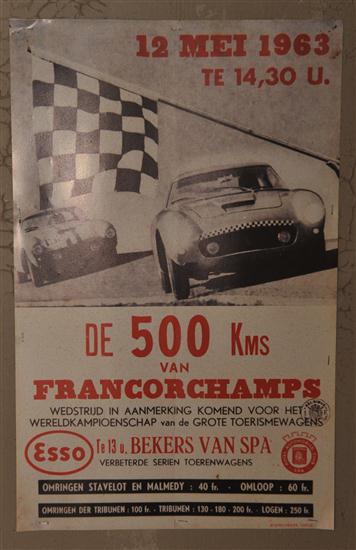 12 MEI 1963
TE 14,30 U.
DE 500 KMS
VAN
FRANCORCHAMPS
WEDSTRIJD IN AANMERKING KOMEND VOOR HET
WERELDKAMPIOENSCHAP van de GROTE TOERISMEWAGENS
Esso
Te 13 u. BEKERS VAN SPA
VERBETERDE SERIEN TOERENWAGENS
OMRINGEN STAVELOT EN MALMEDY : 40 fr. - OMLOOP : 60 fr.
OMRINGEN DER TRIBUNEN : 100 fr. - TRIBUNEN : 130 - 180 - 200 fr. - LOGEN : 250 fr.